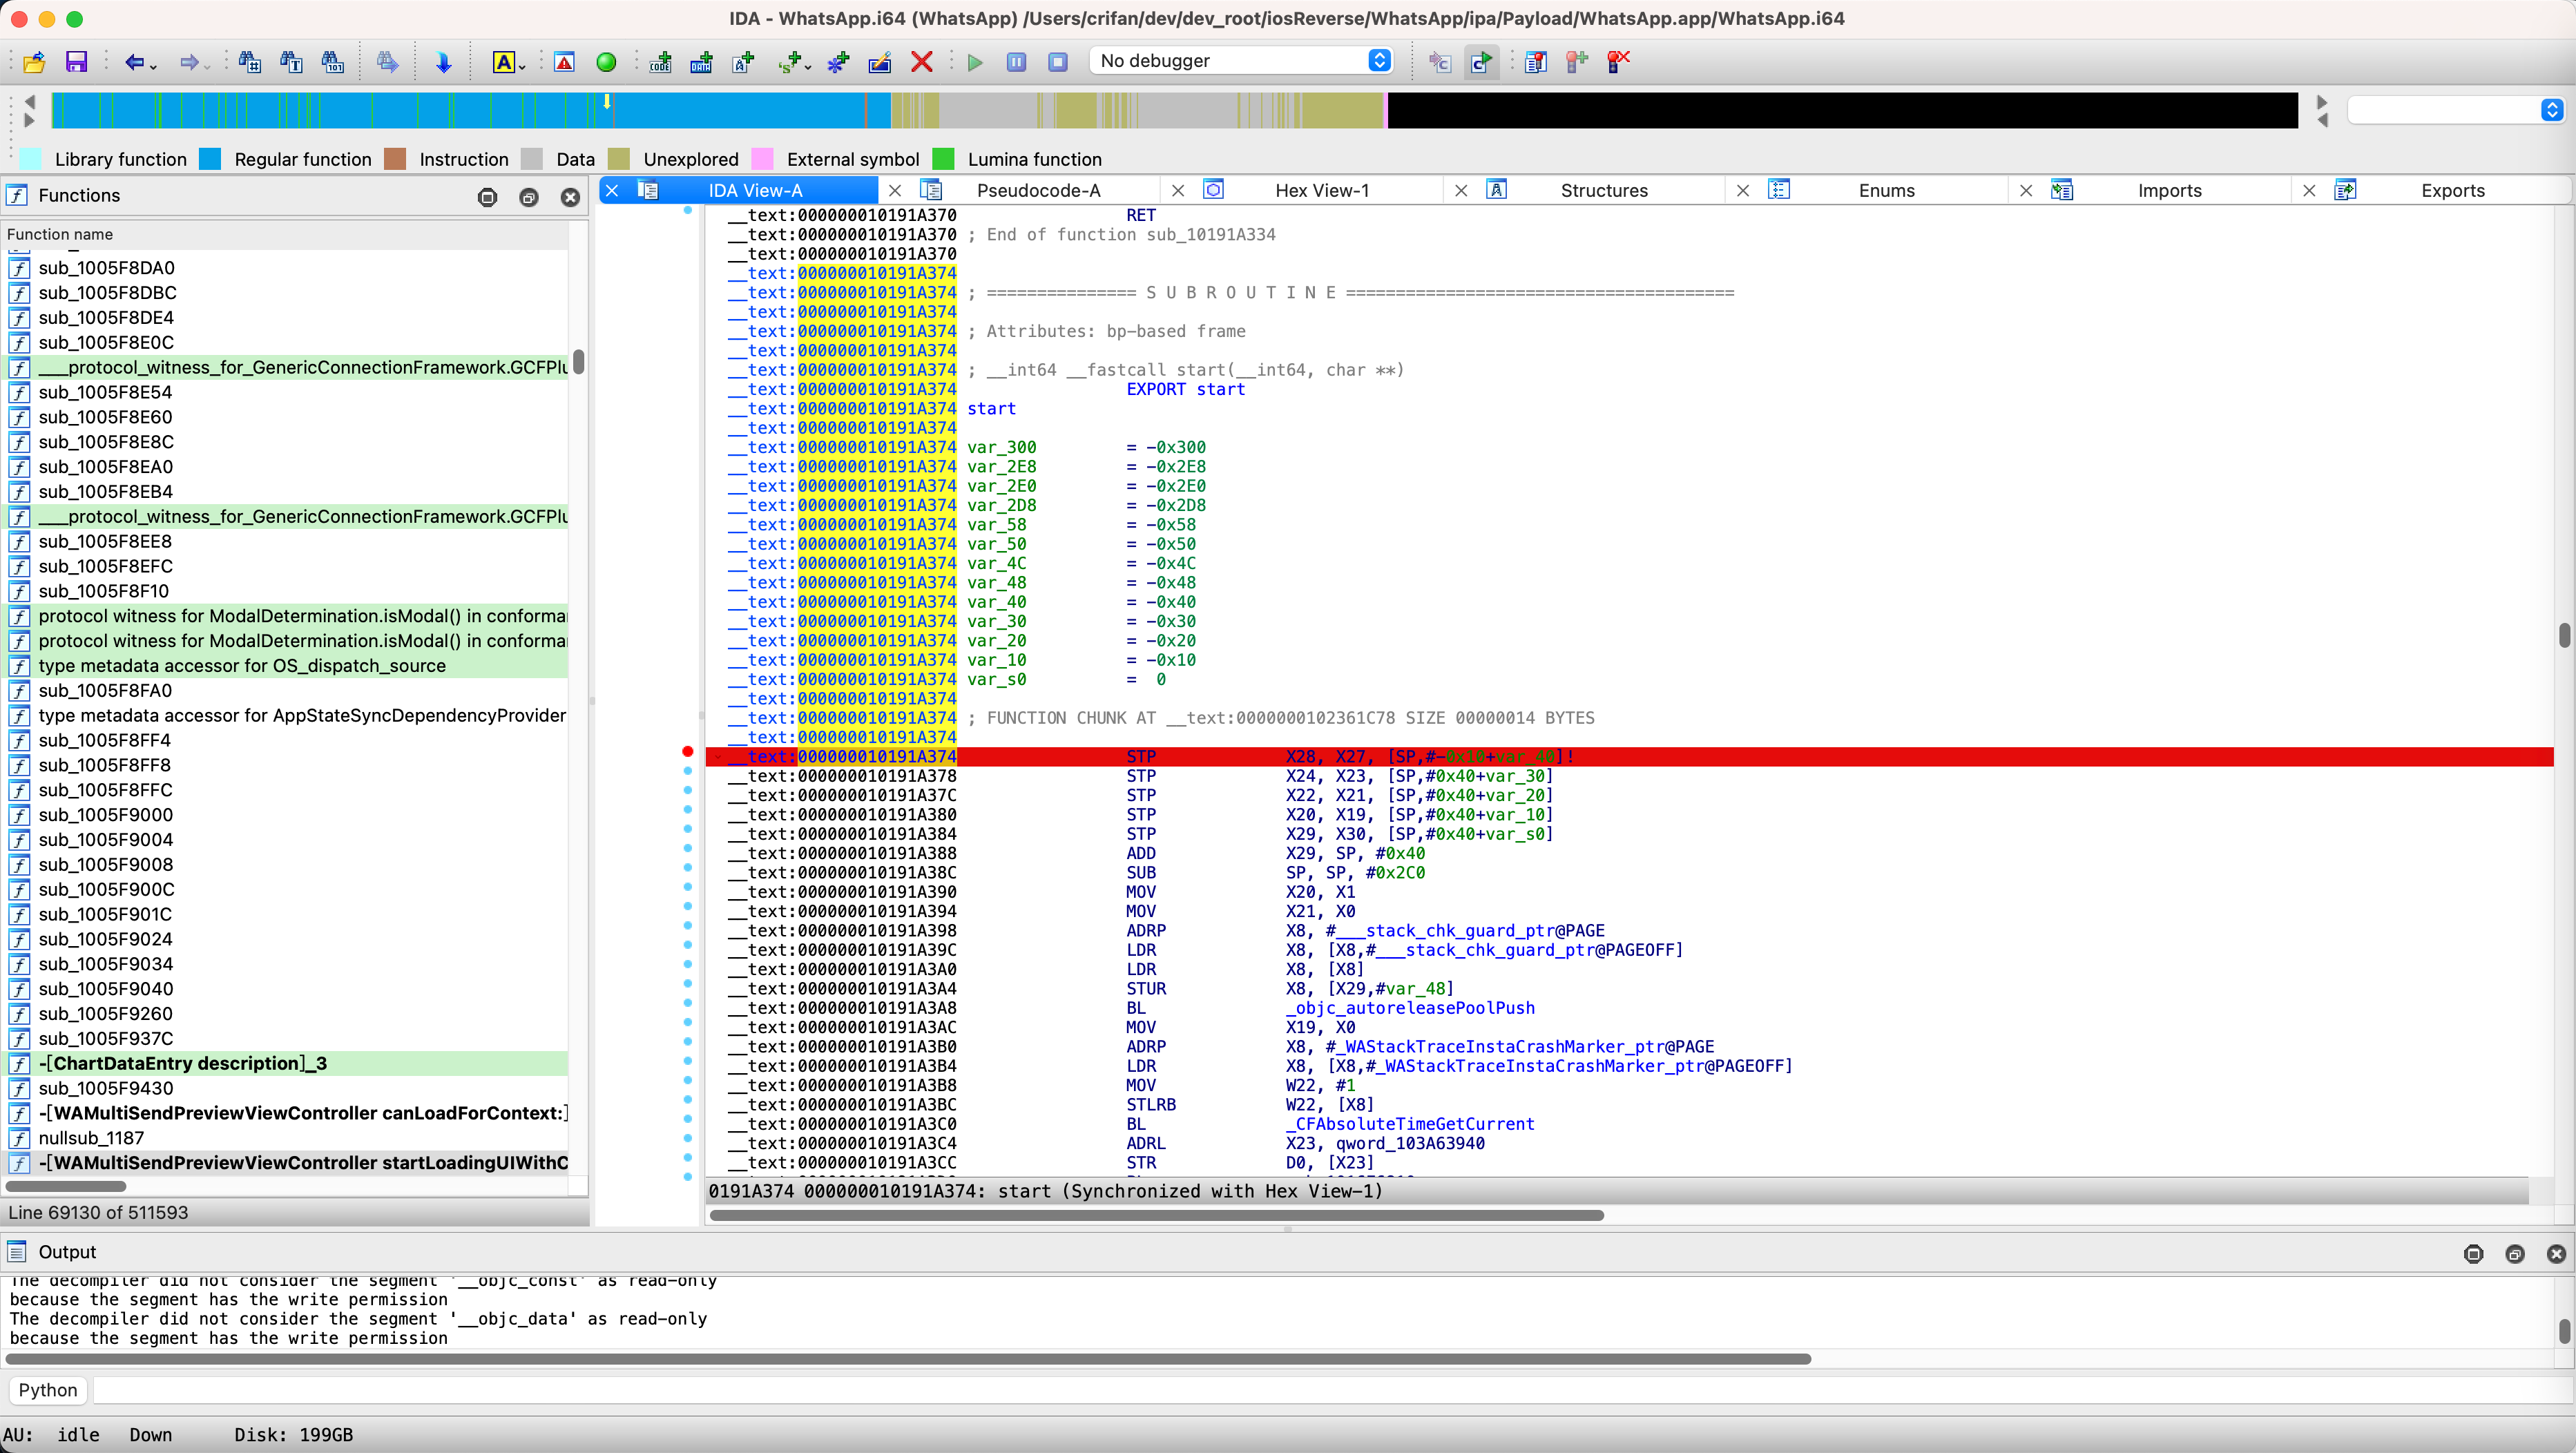 IDA - WhatsApp.i64 (WhatsApp) /Users/crifan/dev/dev_root/iosReverse/WhatsApp/ipa/Payload/WhatsApp.app/WhatsApp.i64
No debugger
Library function Regular function Instruction Data Unexplored External symbol Lumina function
Functions
Function name
sub_1005F8DA0
sub_1005F8DBC
sub_1005F8DE4
sub_1005F8E0C
___protocol_witness_for_GenericConnectionFramework.GCFPlu
sub_1005F8E54
sub_1005F8E60
sub_1005F8E8C
sub_1005F8EA0
sub_1005F8EB4
___protocol_witness_for_GenericConnectionFramework.GCFPlu
sub_1005F8EE8
sub_1005F8EFC
sub_1005F8F10
protocol witness for ModalDetermination.isModal() in conforma
protocol witness for ModalDetermination.isModal() in conforma
type metadata accessor for OS_dispatch_source
sub_1005F8FA0
type metadata accessor for AppStateSyncDependencyProvider
sub_1005F8FF4
sub_1005F8FF8
sub_1005F8FFC
sub_1005F9000
sub_1005F9004
sub_1005F9008
sub_1005F900C
sub_1005F901C
sub_1005F9024
sub_1005F9034
sub_1005F9040
sub_1005F9260
sub_1005F937C
-[ChartDataEntry description]_3
sub_1005F9430
-[WAMultiSendPreviewViewController canLoadForContext:]
nullsub_1187
-[WAMultiSendPreviewViewController startLoadingUIWithC
Line 69130 of 511593
IDA View-A Pseudocode-A Hex View-1 Structures Enums Imports Exports
__text:000000010191A370 RET
__text:000000010191A370 ; End of function sub_10191A334
__text:000000010191A370
__text:000000010191A374
__text:000000010191A374 ; =============== S U B R O U T I N E =======================================
__text:000000010191A374
__text:000000010191A374 ; Attributes: bp-based frame
__text:000000010191A374
__text:000000010191A374 ; __int64 __fastcall start(__int64, char **)
__text:000000010191A374 EXPORT start
__text:000000010191A374 start
__text:000000010191A374
__text:000000010191A374 var_300 = -0x300
__text:000000010191A374 var_2E8 = -0x2E8
__text:000000010191A374 var_2E0 = -0x2E0
__text:000000010191A374 var_2D8 = -0x2D8
__text:000000010191A374 var_58 = -0x58
__text:000000010191A374 var_50 = -0x50
__text:000000010191A374 var_4C = -0x4C
__text:000000010191A374 var_48 = -0x48
__text:000000010191A374 var_40 = -0x40
__text:000000010191A374 var_30 = -0x30
__text:000000010191A374 var_20 = -0x20
__text:000000010191A374 var_10 = -0x10
__text:000000010191A374 var_s0 = 0
__text:000000010191A374
__text:000000010191A374 ; FUNCTION CHUNK AT __text:0000000102361C78 SIZE 00000014 BYTES
__text:000000010191A374
__text:000000010191A374 STP X28, X27, [SP,#-0x10+var_40]!
__text:000000010191A378 STP X24, X23, [SP,#0x40+var_30]
__text:000000010191A37C STP X22, X21, [SP,#0x40+var_20]
__text:000000010191A380 STP X20, X19, [SP,#0x40+var_10]
__text:000000010191A384 STP X29, X30, [SP,#0x40+var_s0]
__text:000000010191A388 ADD X29, SP, #0x40
__text:000000010191A38C SUB SP, SP, #0x2C0
__text:000000010191A390 MOV X20, X1
__text:000000010191A394 MOV X21, X0
__text:000000010191A398 ADRP X8, #___stack_chk_guard_ptr@PAGE
__text:000000010191A39C LDR X8, [X8,#___stack_chk_guard_ptr@PAGEOFF]
__text:000000010191A3A0 LDR X8, [X8]
__text:000000010191A3A4 STUR X8, [X29,#var_48]
__text:000000010191A3A8 BL _objc_autoreleasePoolPush
__text:000000010191A3AC MOV X19, X0
__text:000000010191A3B0 ADRP X8, #_WAStackTraceInstaCrashMarker_ptr@PAGE
__text:000000010191A3B4 LDR X8, [X8,#_WAStackTraceInstaCrashMarker_ptr@PAGEOFF]
__text:000000010191A3B8 MOV W22, #1
__text:000000010191A3BC STLRB W22, [X8]
__text:000000010191A3C0 BL _CFAbsoluteTimeGetCurrent
__text:000000010191A3C4 ADRL X23, qword_103A63940
__text:000000010191A3CC STR D0, [X23]
0191A374 000000010191A374: start (Synchronized with Hex View-1)
Output
The decompiler did not consider the segment '__objc_const' as read-only
because the segment has the write permission
The decompiler did not consider the segment '__objc_data' as read-only
because the segment has the write permission
Python
AU: idle Down Disk: 199GB